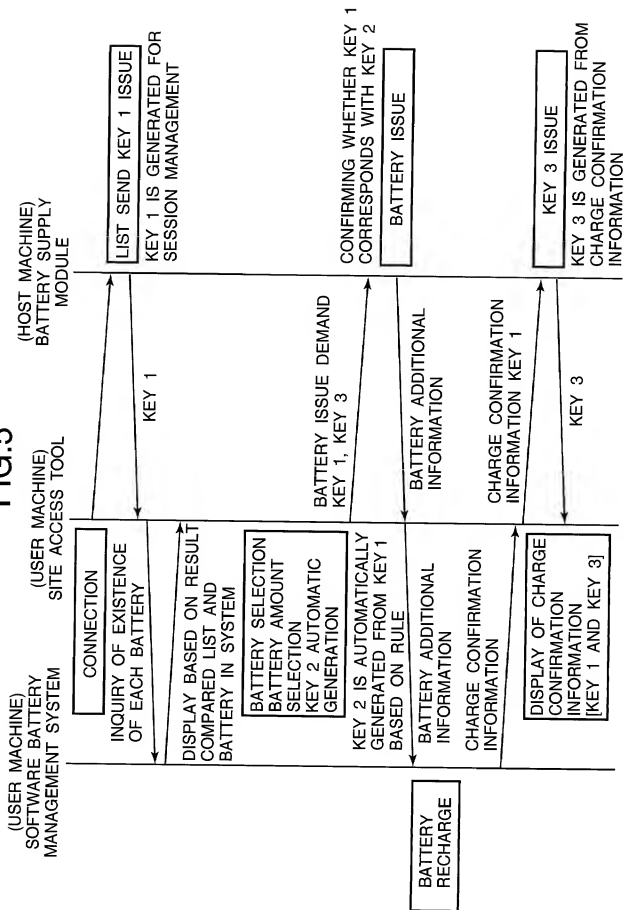 FIG.5
(USER MACHINE)
SOFTWARE BATTERY
MANAGEMENT SYSTEM
(USER MACHINE)
SITE ACCESS TOOL
(HOST MACHINE)
BATTERY SUPPLY
MODULE
CONNECTION
LIST SEND KEY 1 ISSUE
KEY 1 IS GENERATED FOR
SESSION MANAGEMENT
KEY 1
INQUIRY OF EXISTENCE
OF EACH BATTERY
DISPLAY BASED ON RESULT
COMPARED LIST AND
BATTERY IN SYSTEM
BATTERY SELECTION
BATTERY AMOUNT
SELECTION
KEY 2 AUTOMATIC
GENERATION
KEY 2 IS AUTOMATICALLY
GENERATED FROM KEY1
BASED ON RULE
BATTERY ISSUE DEMAND
KEY 1, KEY 3
CONFIRMING WHETHER KEY 1
CORRESPONDS WITH KEY 2
BATTERY ISSUE
BATTERY ADDITIONAL
INFORMATION
BATTERY ADDITIONAL
INFORMATION
BATTERY
RECHARGE
CHARGE CONFIRMATION
INFORMATION
CHARGE CONFIRMATION
INFORMATION KEY 1
KEY 3 ISSUE
KEY 3 IS GENERATED FROM
CHARGE CONFIRMATION
INFORMATION
KEY 3
DISPLAY OF CHARGE
CONFIRMATION
INFORMATION
[KEY 1 AND KEY 3]